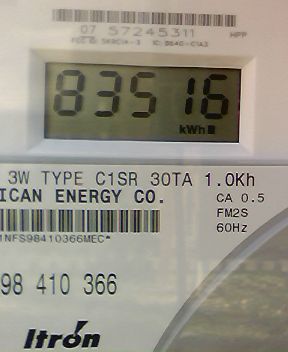 07 57245311 HPP
83516
kWh
3W TYPE C1SR 30TA 1.0Kh
ICAN ENERGY CO. CA 0.5
FM2S
60Hz
1NFS98410366MEC*
98 410 366
Itron